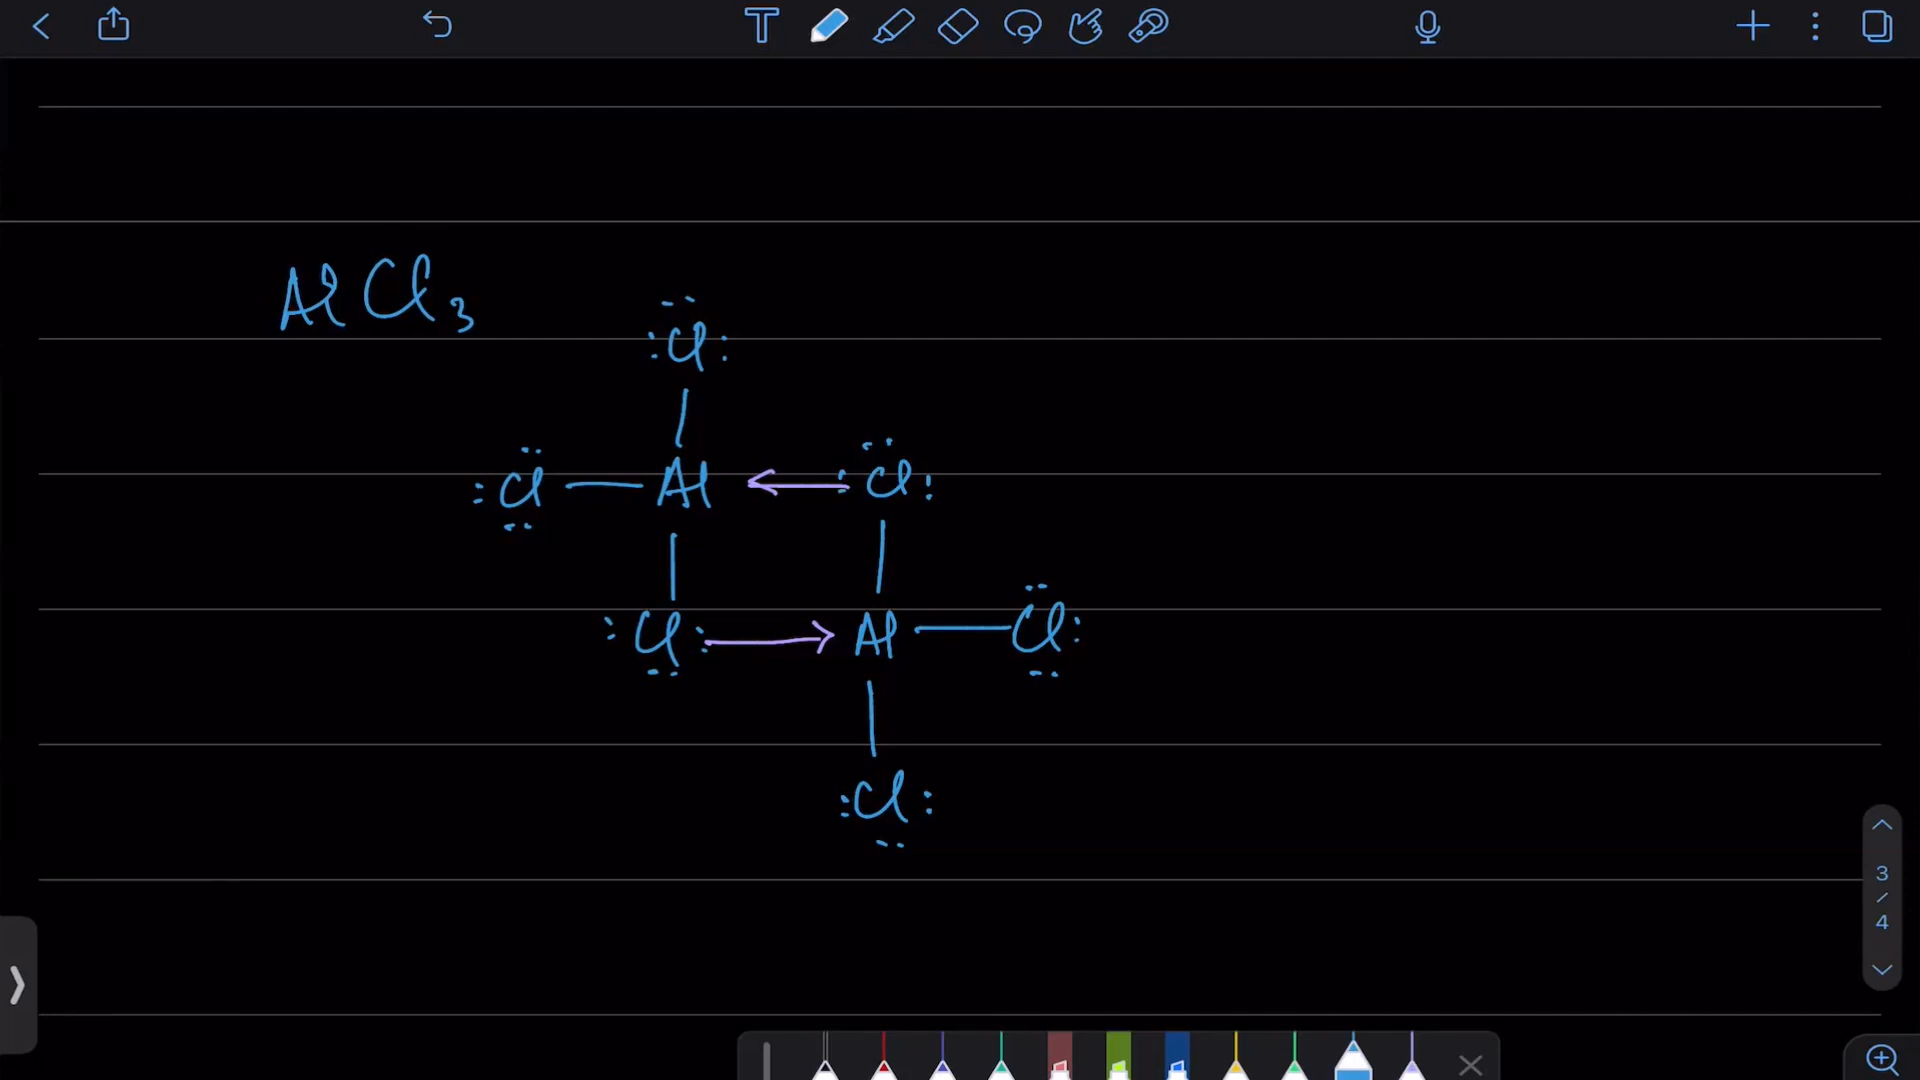 AlCl₃
:Cl:
:Cl — Al ← :Cl:
:Cl: → Al — Cl:
:Cl:
3
/
4